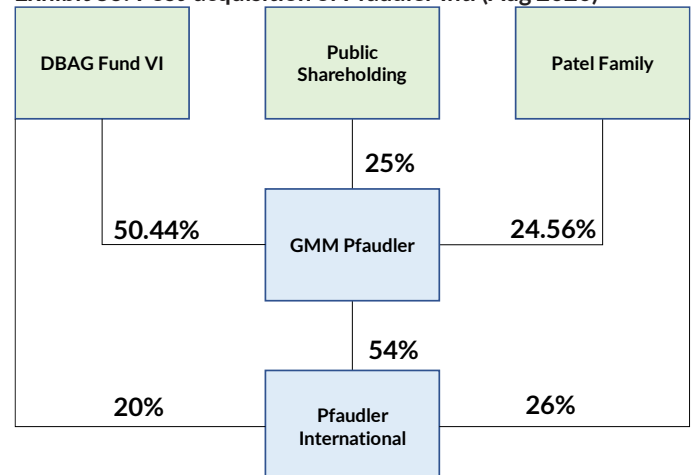 DBAG Fund VI
Public
Shareholding
Patel Family
25%
50.44%
GMM Pfaudler
24.56%
54%
20%
Pfaudler
International
26%